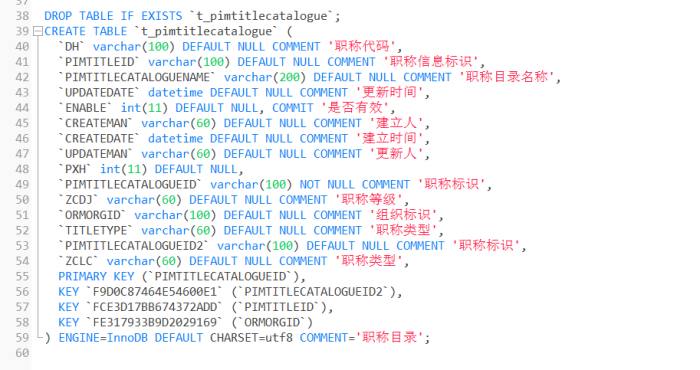 37
38 DROP TABLE IF EXISTS `t_pimtitlecatalogue`;
39 CREATE TABLE `t_pimtitlecatalogue` (
40 `DH` varchar(100) DEFAULT NULL COMMENT '职称代码',
41 `PIMTITLEID` varchar(100) DEFAULT NULL COMMENT '职称信息标识',
42 `PIMTITLECATALOGUENAME` varchar(200) DEFAULT NULL COMMENT '职称目录名称',
43 `UPDATEDATE` datetime DEFAULT NULL COMMENT '更新时间',
44 `ENABLE` int(11) DEFAULT NULL, COMMIT '是否有效',
45 `CREATEMAN` varchar(60) DEFAULT NULL COMMENT '建立人',
46 `CREATEDATE` datetime DEFAULT NULL COMMENT '建立时间',
47 `UPDATEMAN` varchar(60) DEFAULT NULL COMMENT '更新人',
48 `PXH` int(11) DEFAULT NULL,
49 `PIMTITLECATALOGUEID` varchar(100) NOT NULL COMMENT '职称标识',
50 `ZCDJ` varchar(60) DEFAULT NULL COMMENT '职称等级',
51 `ORMORGID` varchar(100) DEFAULT NULL COMMENT '组织标识',
52 `TITLETYPE` varchar(60) DEFAULT NULL COMMENT '职称类型',
53 `PIMTITLECATALOGUEID2` varchar(100) DEFAULT NULL COMMENT '职称标识',
54 `ZCLC` varchar(60) DEFAULT NULL COMMENT '职称类型',
55 PRIMARY KEY (`PIMTITLECATALOGUEID`),
56 KEY `F9D0C87464E54600E1` (`PIMTITLECATALOGUEID2`),
57 KEY `FCE3D17BB674372ADD` (`PIMTITLEID`),
58 KEY `FE317933B9D2029169` (`ORMORGID`)
59 ) ENGINE=InnoDB DEFAULT CHARSET=utf8 COMMENT='职称目录';
60